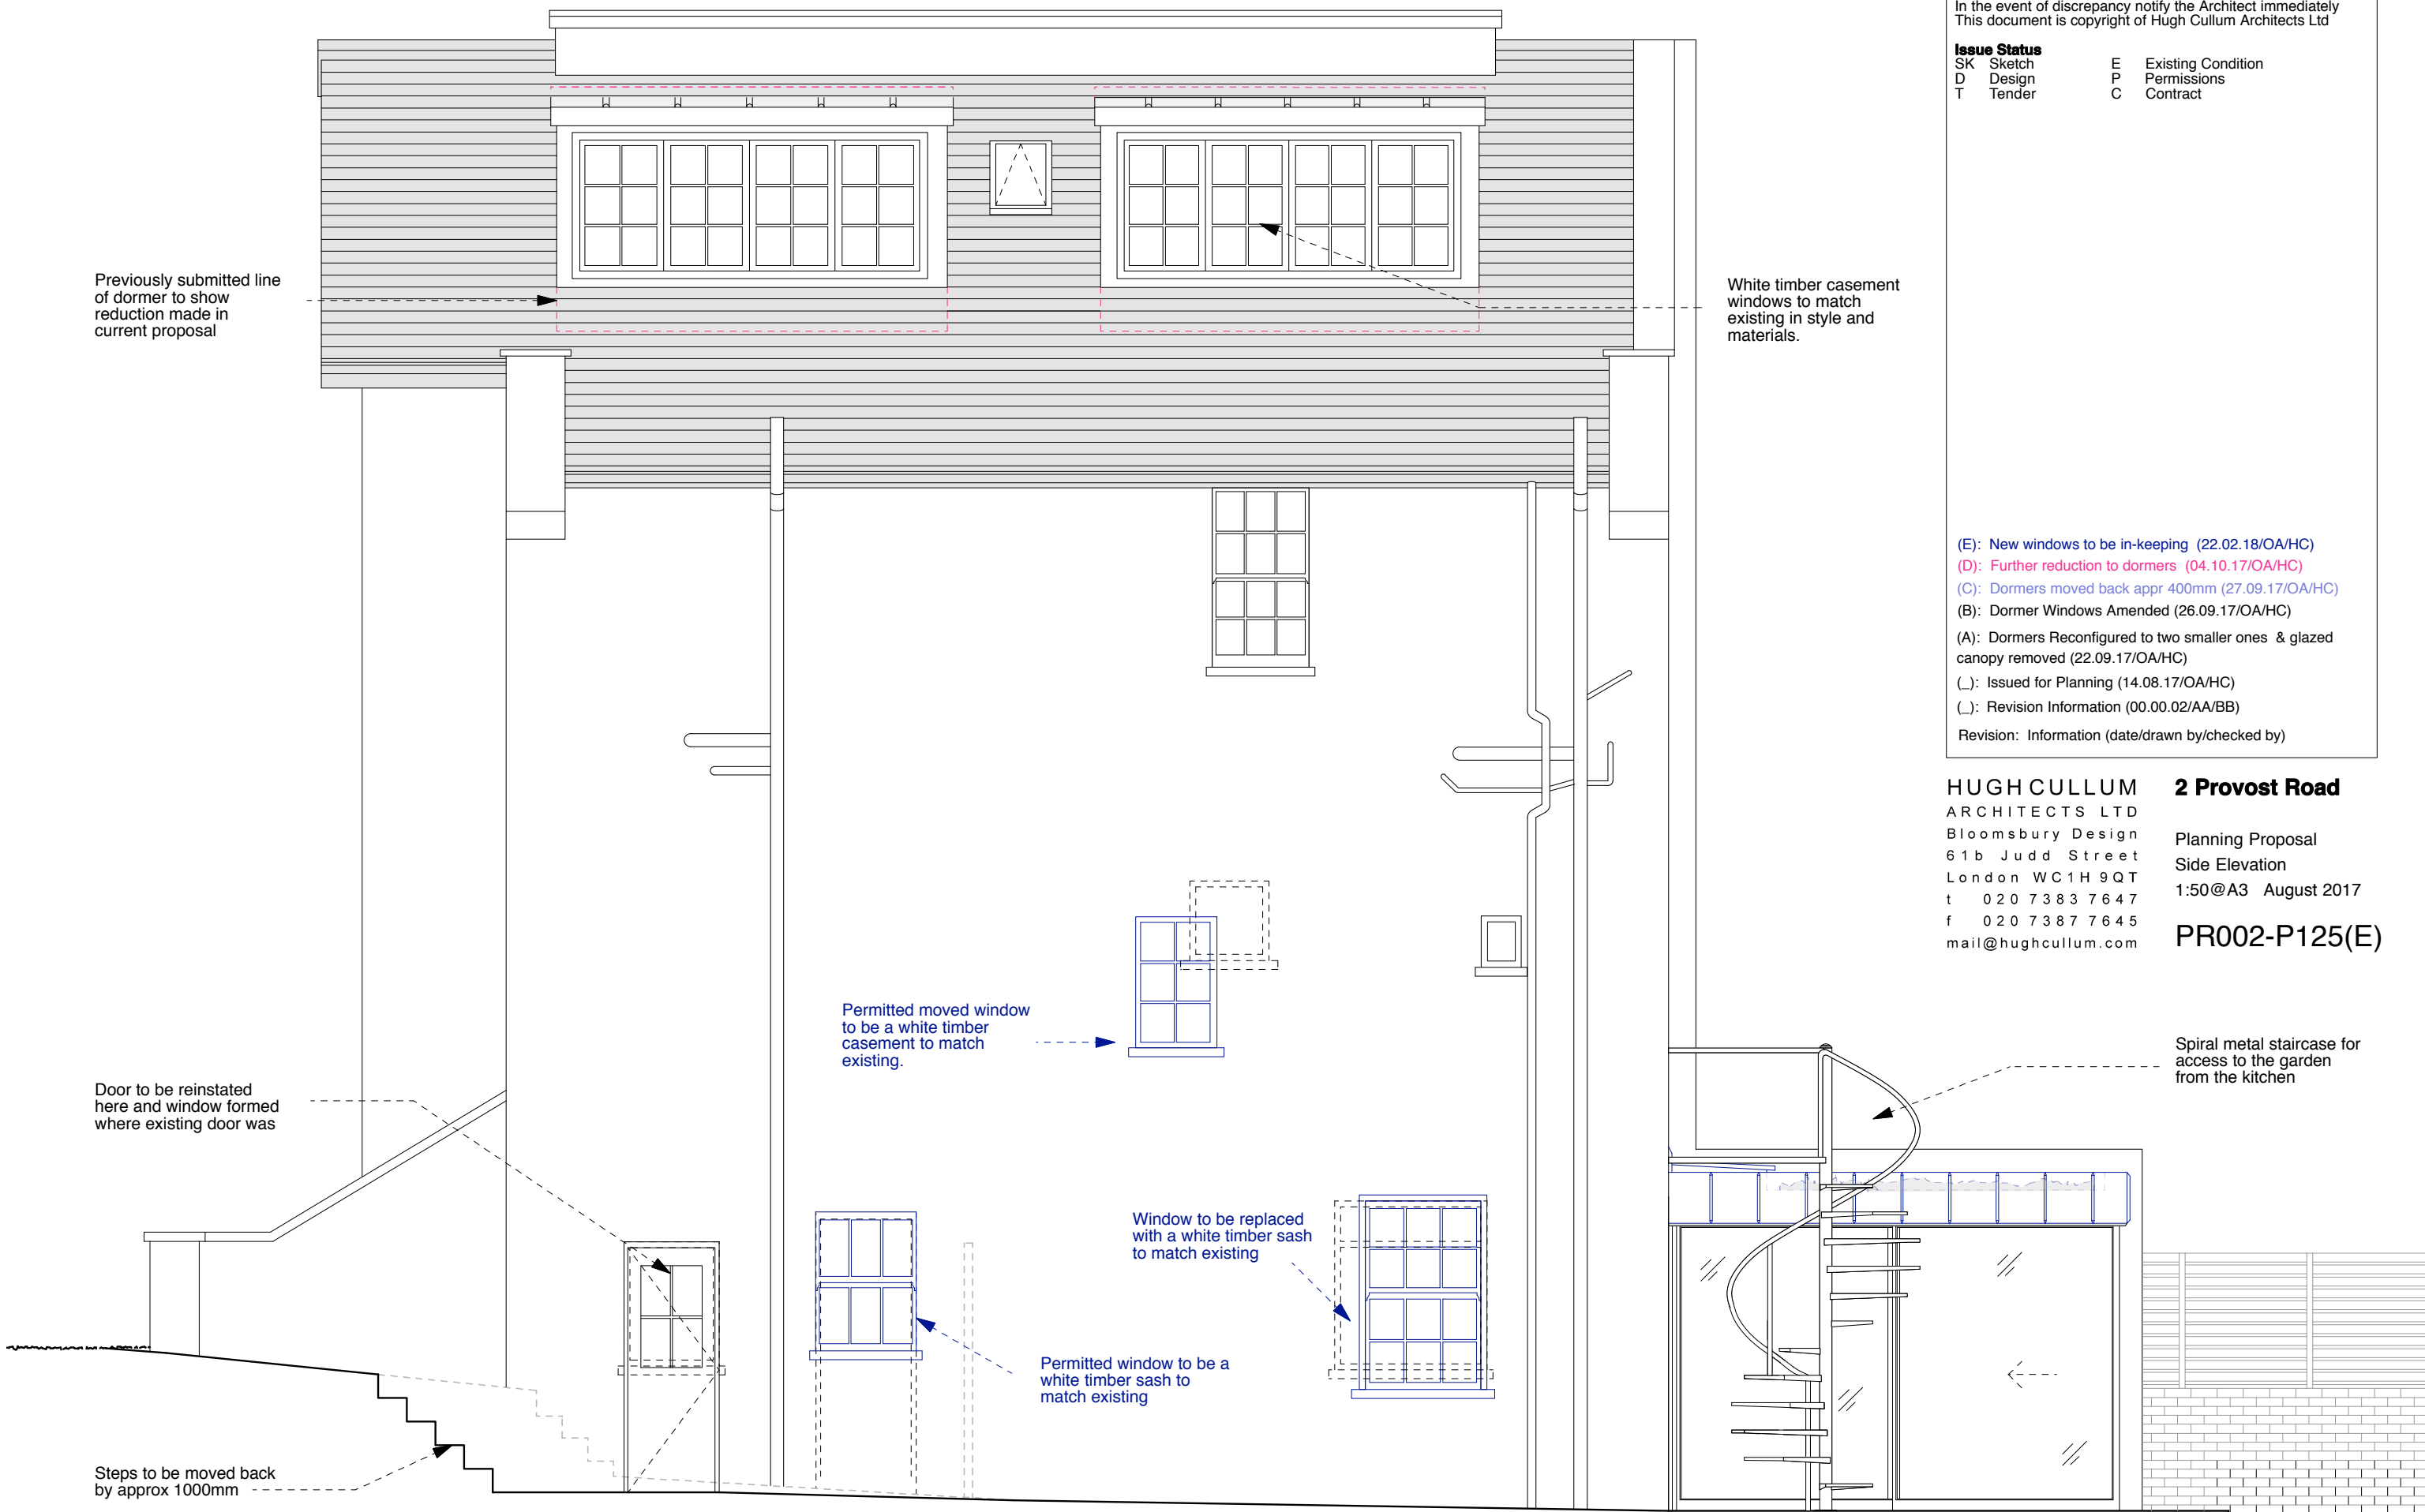 In the event of discrepancy notify the Architect immediately
This document is copyright of Hugh Cullum Architects Ltd
Issue Status
SK Sketch E Existing Condition
D Design P Permissions
T Tender C Contract
Previously submitted line
of dormer to show
reduction made in
current proposal
White timber casement
windows to match
existing in style and
materials.
(E): New windows to be in-keeping (22.02.18/OA/HC)
(D): Further reduction to dormers (04.10.17/OA/HC)
(C): Dormers moved back appr 400mm (27.09.17/OA/HC)
(B): Dormer Windows Amended (26.09.17/OA/HC)
(A): Dormers Reconfigured to two smaller ones & glazed
canopy removed (22.09.17/OA/HC)
(_): Issued for Planning (14.08.17/OA/HC)
(_): Revision Information (00.00.02/AA/BB)
Revision: Information (date/drawn by/checked by)
HUGH CULLUM
ARCHITECTS LTD
Bloomsbury Design
61b Judd Street
London WC1H 9QT
t 020 7383 7647
f 020 7387 7645
mail@hughcullum.com
2 Provost Road
Planning Proposal
Side Elevation
1:50@A3 August 2017
PR002-P125(E)
Permitted moved window
to be a white timber
casement to match
existing.
Spiral metal staircase for
access to the garden
from the kitchen
Door to be reinstated
here and window formed
where existing door was
Window to be replaced
with a white timber sash
to match existing
Permitted window to be a
white timber sash to
match existing
Steps to be moved back
by approx 1000mm